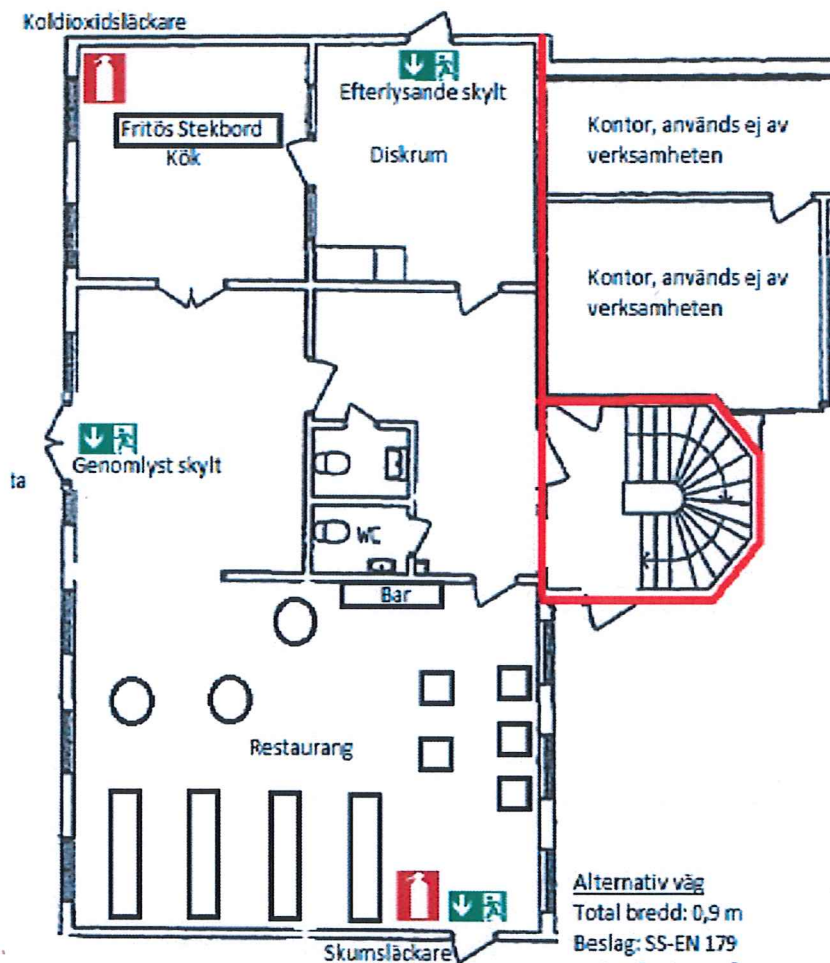 Koldioxidsläckare
Efterlysande skylt
Fritös Stekbord
Kök
Diskrum
Kontor, används ej av
verksamheten
Kontor, används ej av
verksamheten
Genomlyst skylt
ta
WC
Bar
Restaurang
Alternativ väg
Total bredd: 0,9 m
Beslag: SS-EN 179
Skumsläckare